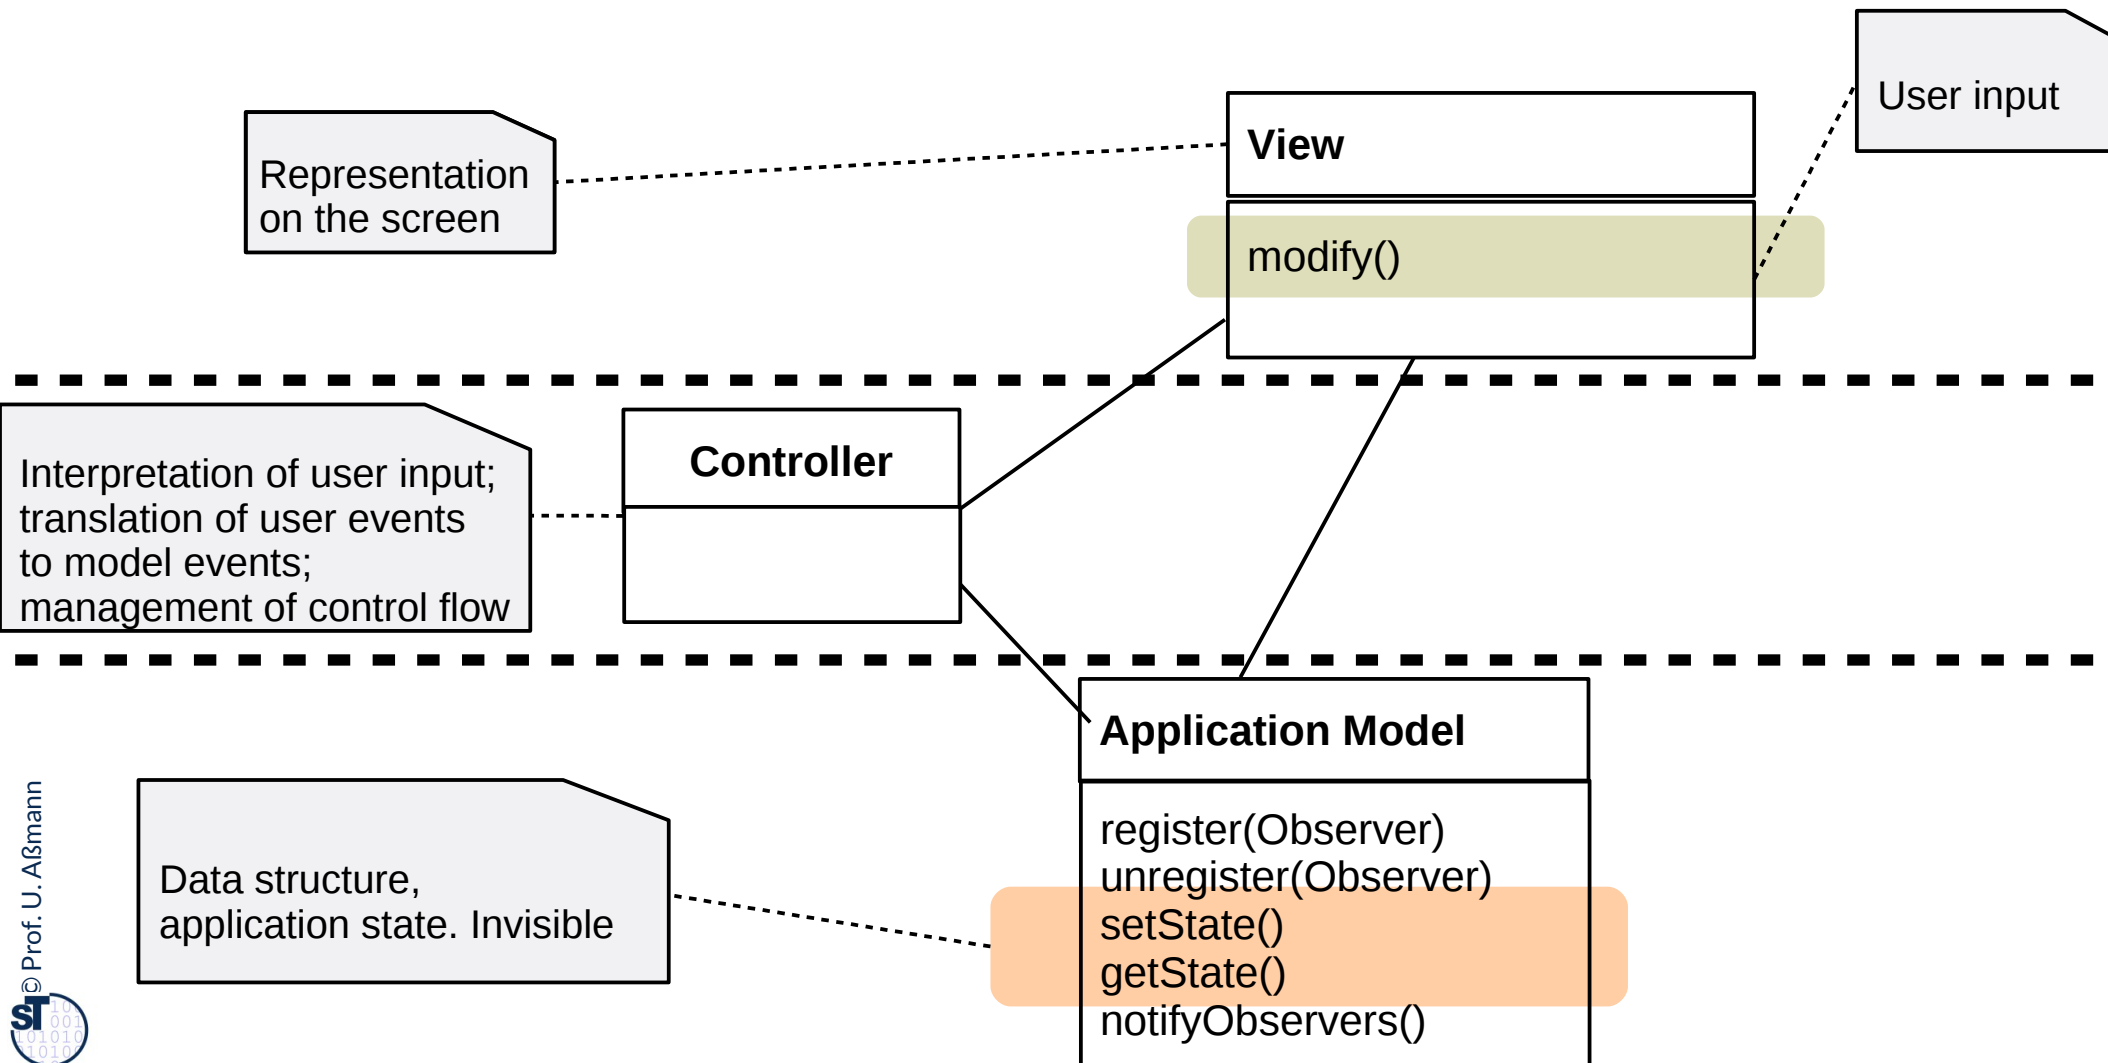 User input
View
Representation
on the screen
modify()
Controller
Interpretation of user input;
translation of user events
to model events;
management of control flow
Application Model
register(Observer)
unregister(Observer)
Data structure,
application state. Invisible
setState()
getState()
notifyObservers()
© Prof. U. Aßmann
ST